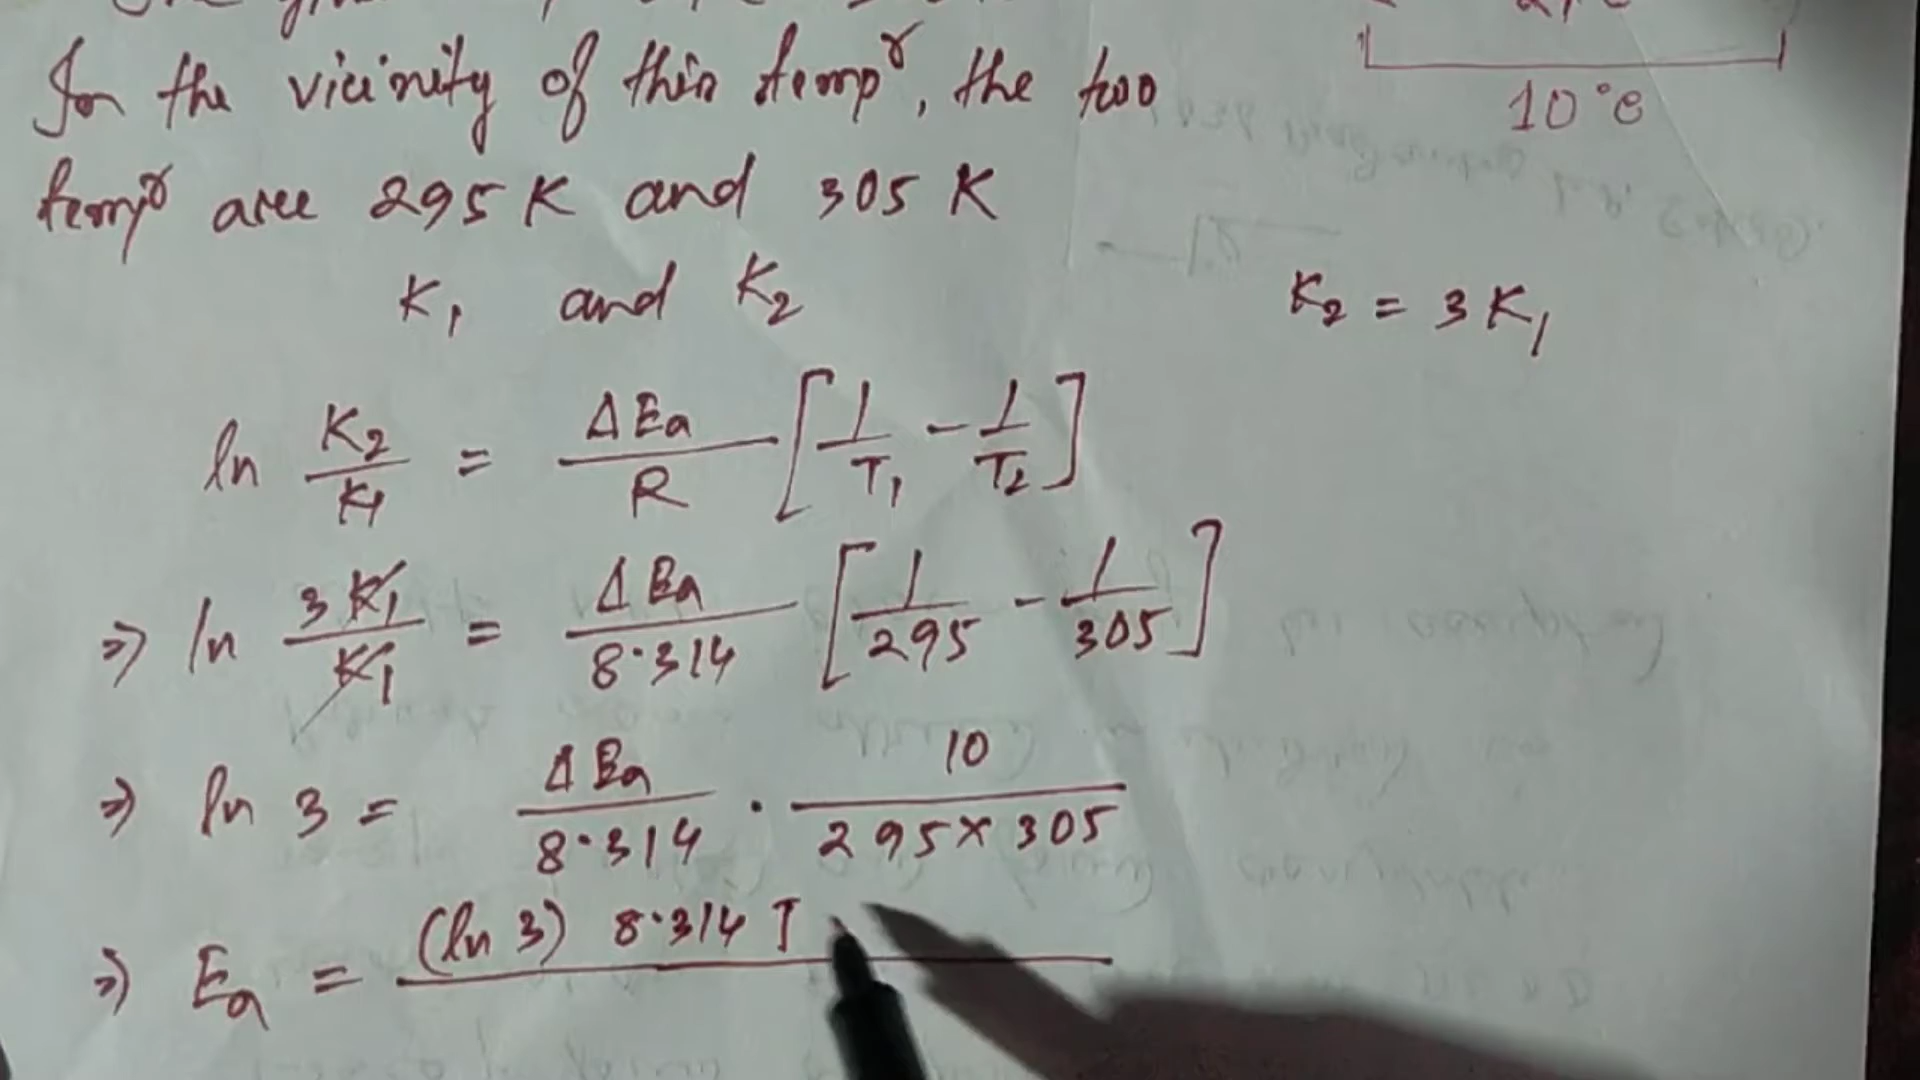 In the vicinity of this tempr, the two
10°c
tempr are 295 K and 305 K
K1 and K2
K2 = 3 K1
ln K2/K1 = ΔEa/R [1/T1 - 1/T2]
⇒ ln 3K1/K1 = ΔEa/8.314 [1/295 - 1/305]
⇒ ln 3 = ΔEa/8.314 · 10/295×305
⇒ Ea = (ln 3) 8.314 J